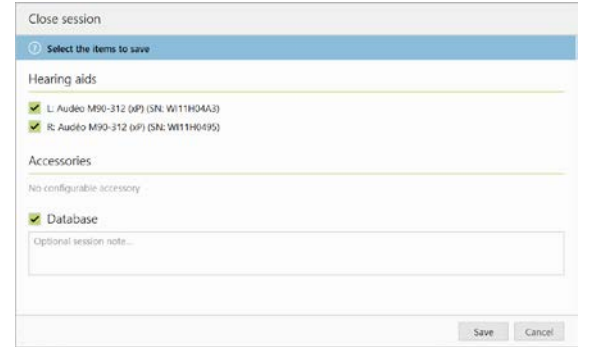 Close session
Select the items to save
Hearing aids
L: Audéo M90-312 (xP) (SN: WI11H04A3)
R: Audéo M90-312 (xP) (SN: WI11H0495)
Accessories
No configurable accessory
Database
Optional session note...
Save Cancel